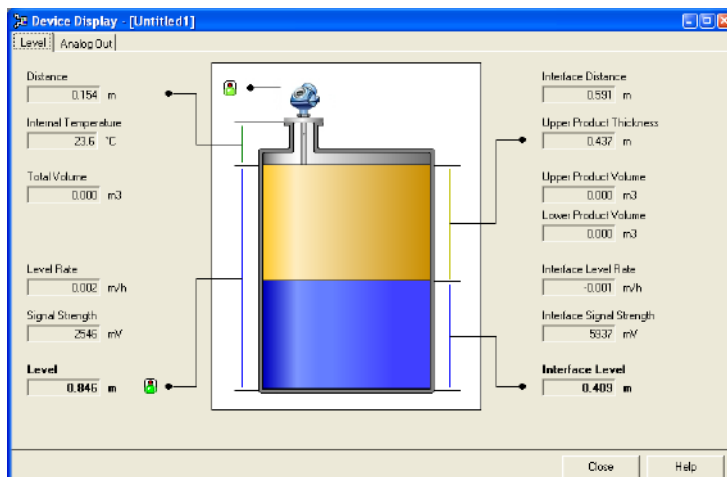 Device Display - [Untitled1]
Level Analog Out
Distance
0.154 m
Internal Temperature
23.6 °C
Total Volume
0.000 m3
Level Rate
0.002 m/h
Signal Strength
2546 mV
Level
0.846 m
Interface Distance
0.591 m
Upper Product Thickness
0.437 m
Upper Product Volume
0.000 m3
Lower Product Volume
0.000 m3
Interface Level Rate
-0.001 m/h
Interface Signal Strength
5937 mV
Interface Level
0.409 m
Close Help